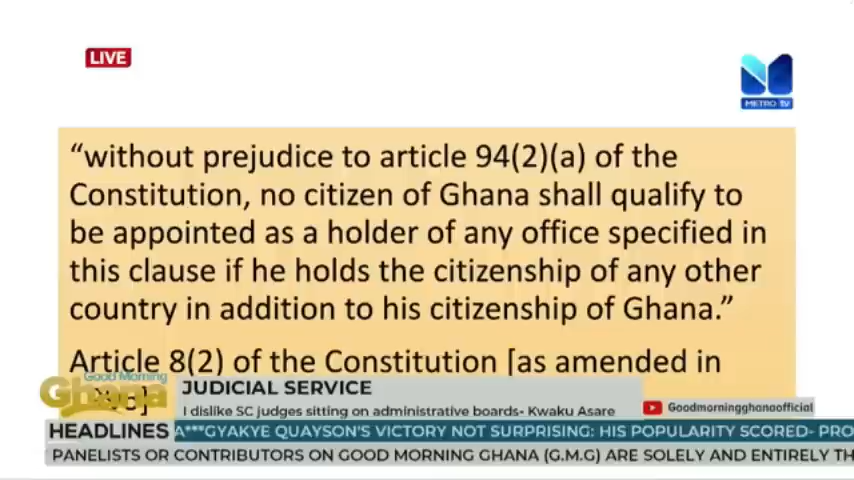 LIVE
METRO TV
“without prejudice to article 94(2)(a) of the
Constitution, no citizen of Ghana shall qualify to
be appointed as a holder of any office specified in
this clause if he holds the citizenship of any other
country in addition to his citizenship of Ghana.”
Article 8(2) of the Constitution [as amended in
Good Morning
Ghana
JUDICIAL SERVICE
I dislike SC judges sitting on administrative boards- Kwaku Asare
Goodmorningghanaofficial
HEADLINES
A***GYAKYE QUAYSON'S VICTORY NOT SURPRISING: HIS POPULARITY SCORED- PRO
PANELISTS OR CONTRIBUTORS ON GOOD MORNING GHANA (G.M.G) ARE SOLELY AND ENTIRELY TH